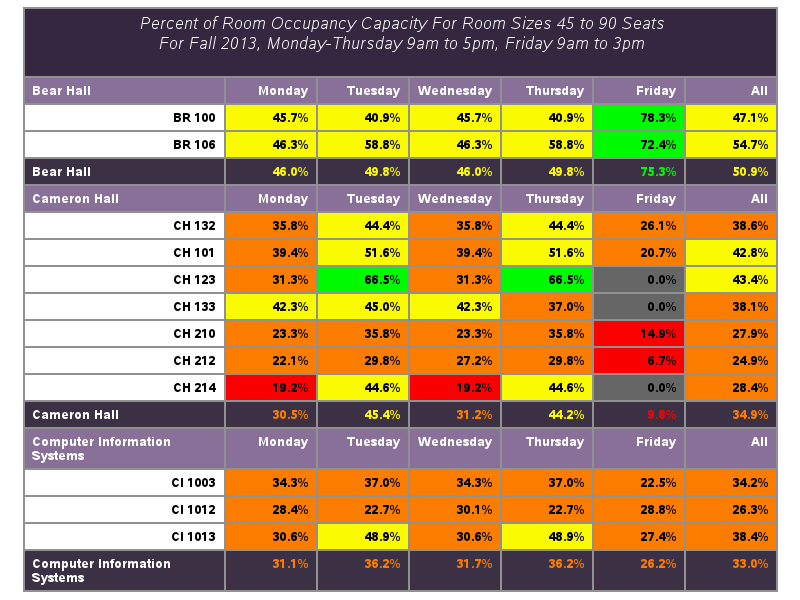 Percent of Room Occupancy Capacity For Room Sizes 45 to 90 Seats
For Fall 2013, Monday-Thursday 9am to 5pm, Friday 9am to 3pm
Bear Hall Monday Tuesday Wednesday Thursday Friday All
BR 100 45.7% 40.9% 45.7% 40.9% 78.3% 47.1%
BR 106 46.3% 58.8% 46.3% 58.8% 72.4% 54.7%
Bear Hall 46.0% 49.8% 46.0% 49.8% 75.3% 50.9%
Cameron Hall Monday Tuesday Wednesday Thursday Friday All
CH 132 35.8% 44.4% 35.8% 44.4% 26.1% 38.6%
CH 101 39.4% 51.6% 39.4% 51.6% 20.7% 42.8%
CH 123 31.3% 66.5% 31.3% 66.5% 0.0% 43.4%
CH 133 42.3% 45.0% 42.3% 37.0% 0.0% 38.1%
CH 210 23.3% 35.8% 23.3% 35.8% 14.9% 27.9%
CH 212 22.1% 29.8% 27.2% 29.8% 6.7% 24.9%
CH 214 19.2% 44.6% 19.2% 44.6% 0.0% 28.4%
Cameron Hall 30.5% 45.4% 31.2% 44.2% 9.8% 34.9%
Computer Information Monday Tuesday Wednesday Thursday Friday All
Systems
CI 1003 34.3% 37.0% 34.3% 37.0% 22.5% 34.2%
CI 1012 28.4% 22.7% 30.1% 22.7% 28.8% 26.3%
CI 1013 30.6% 48.9% 30.6% 48.9% 27.4% 38.4%
Computer Information 31.1% 36.2% 31.7% 36.2% 26.2% 33.0%
Systems